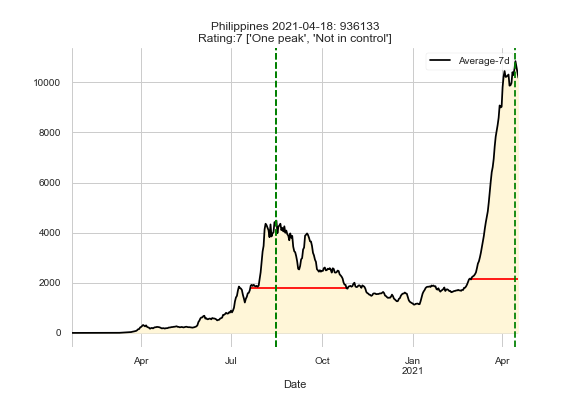 Philippines 2021-04-18: 936133
Rating:7 ['One peak', 'Not in control']
Average-7d
10000
8000
6000
4000
2000
0
Apr
Jul
Oct
Jan
2021
Apr
Date